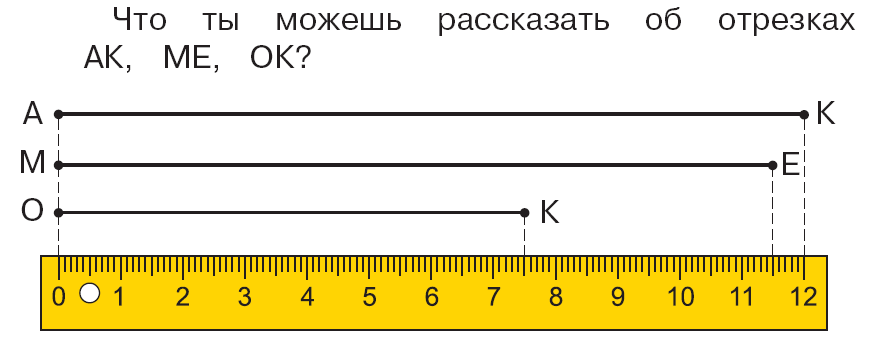 Что ты можешь рассказать об отрезках
АК, МЕ, ОК?
А К
М Е
О К
0 1 2 3 4 5 6 7 8 9 10 11 12